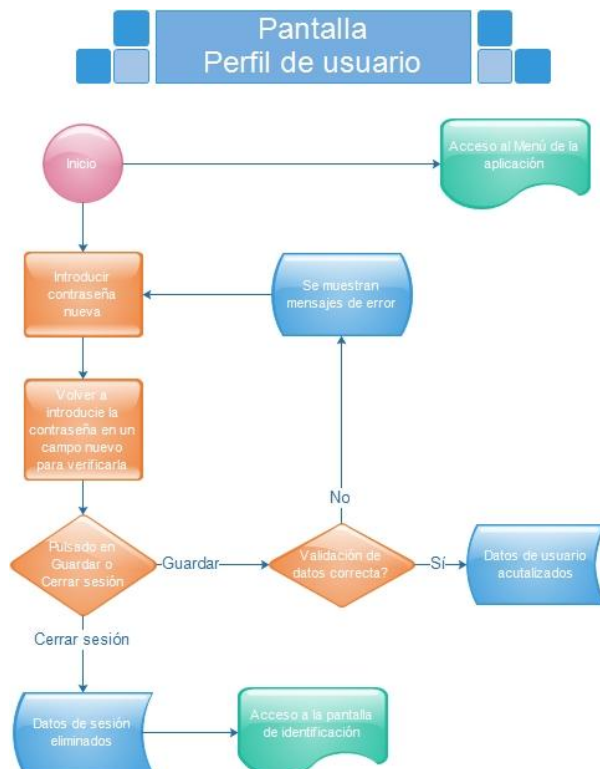 Pantalla
Perfil de usuario
Inicio
Acceso al Menú de la
aplicación
Introducir
contraseña
nueva
Se muestran
mensajes de error
Volver a
introducie la
contraseña en un
campo nuevo
para verificarla
No
Pulsado en
Guardar o
Cerrar sesión
Guardar
Validación de
datos correcta?
Sí
Datos de usuario
acutalizados
Cerrar sesión
Datos de sesión
eliminados
Acceso a la pantalla
de identificación